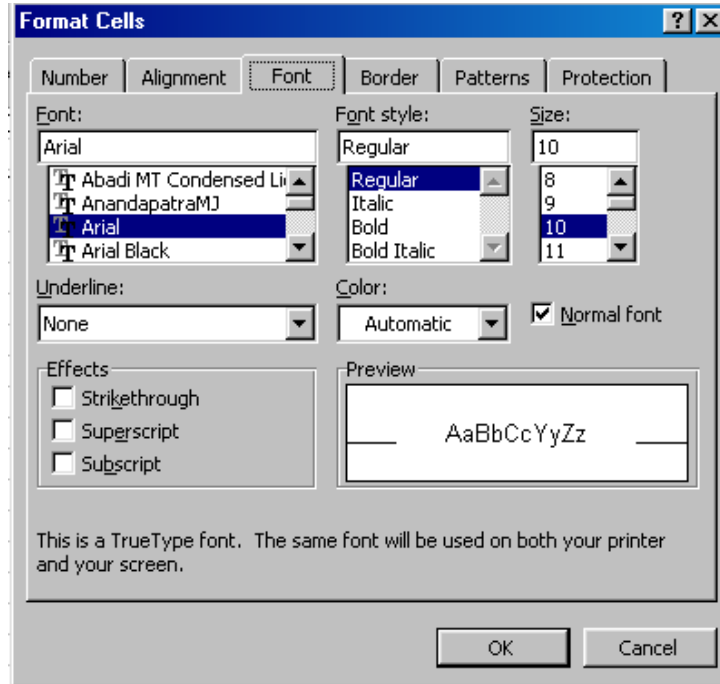 Format Cells
Number Alignment Font Border Patterns Protection
Font: Font style: Size:
Arial Regular 10
Abadi MT Condensed Li Regular 8
AnandapatraMJ Italic 9
Arial Bold 10
Arial Black Bold Italic 11
Underline: Color:
None Automatic Normal font
Effects Preview
Strikethrough
Superscript AaBbCcYyZz
Subscript
This is a TrueType font. The same font will be used on both your printer
and your screen.
OK Cancel